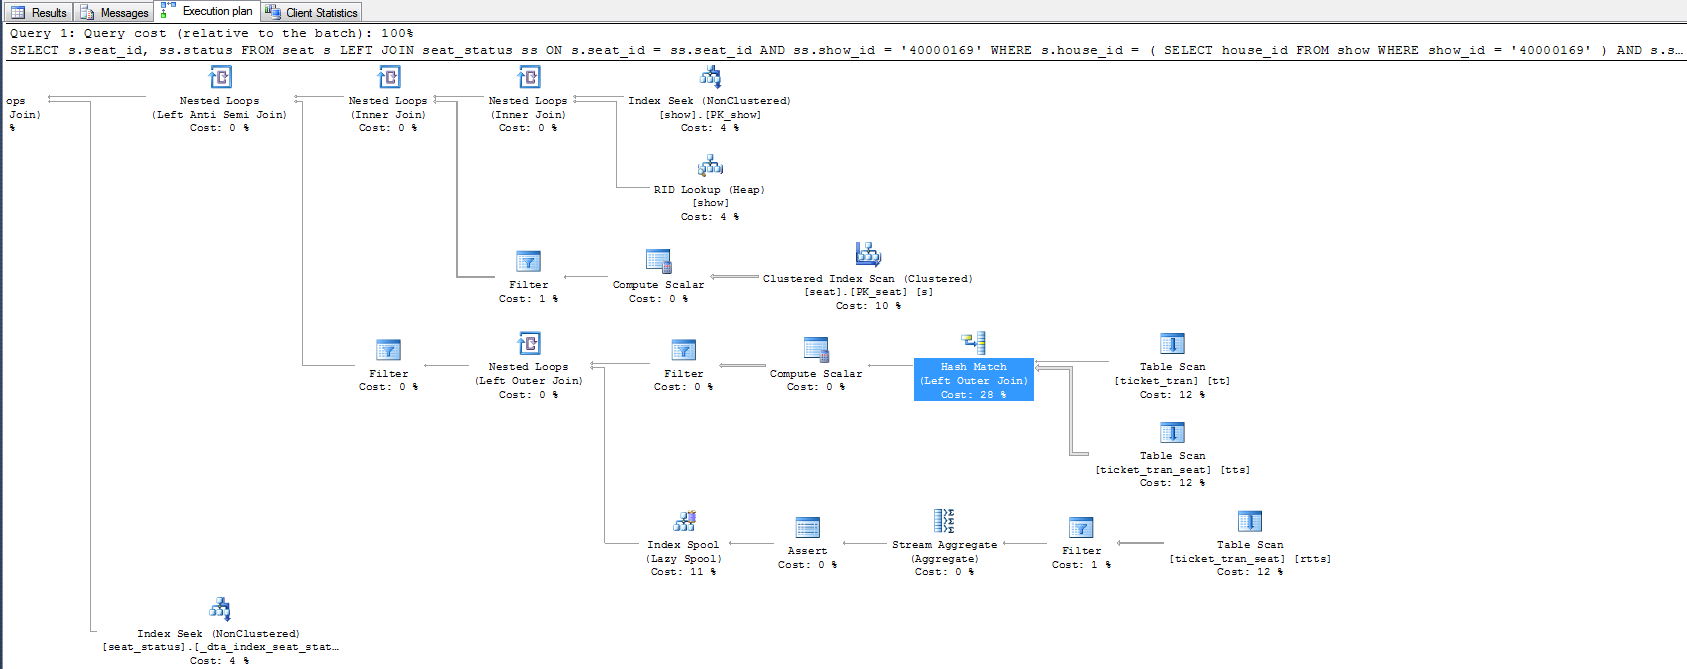 Results Messages Execution plan Client Statistics
Query 1: Query cost (relative to the batch): 100%
SELECT s.seat_id, ss.status FROM seat s LEFT JOIN seat_status ss ON s.seat_id = ss.seat_id AND ss.show_id = '40000169' WHERE s.house_id = ( SELECT house_id FROM show WHERE show_id = '40000169' ) AND s.s…
ops
Join)
%
Nested Loops
(Left Anti Semi Join)
Cost: 0 %
Nested Loops
(Inner Join)
Cost: 0 %
Nested Loops
(Inner Join)
Cost: 0 %
Index Seek (NonClustered)
[show].[PK_show]
Cost: 4 %
RID Lookup (Heap)
[show]
Cost: 4 %
Filter
Cost: 1 %
Compute Scalar
Cost: 0 %
Clustered Index Scan (Clustered)
[seat].[PK_seat] [s]
Cost: 10 %
Filter
Cost: 0 %
Nested Loops
(Left Outer Join)
Cost: 0 %
Filter
Cost: 0 %
Compute Scalar
Cost: 0 %
Hash Match
(Left Outer Join)
Cost: 28 %
Table Scan
[ticket_tran] [tt]
Cost: 12 %
Table Scan
[ticket_tran_seat] [tts]
Cost: 12 %
Index Spool
(Lazy Spool)
Cost: 11 %
Assert
Cost: 0 %
Stream Aggregate
(Aggregate)
Cost: 0 %
Filter
Cost: 1 %
Table Scan
[ticket_tran_seat] [rtts]
Cost: 12 %
Index Seek (NonClustered)
[seat_status].[_dta_index_seat_stat…
Cost: 4 %